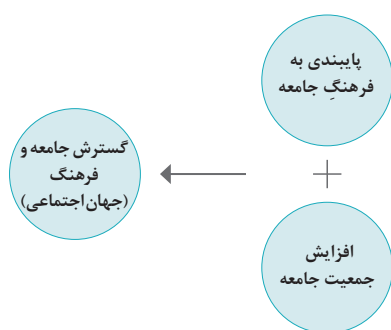 پایبندی به
فرهنگِ جامعه
+
افزایش
جمعیت جامعه
گسترش جامعه و
فرهنگ
(جهان‌اجتماعی)